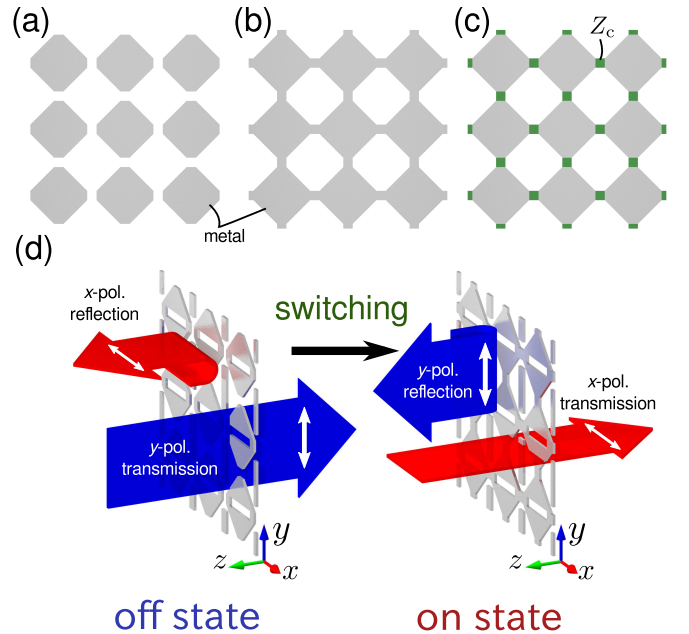 (a)
(b)
(c)
Zc
metal
(d)
x-pol.
reflection
switching
y-pol.
reflection
x-pol.
transmission
y-pol.
transmission
y
z
x
y
z
x
off state
on state